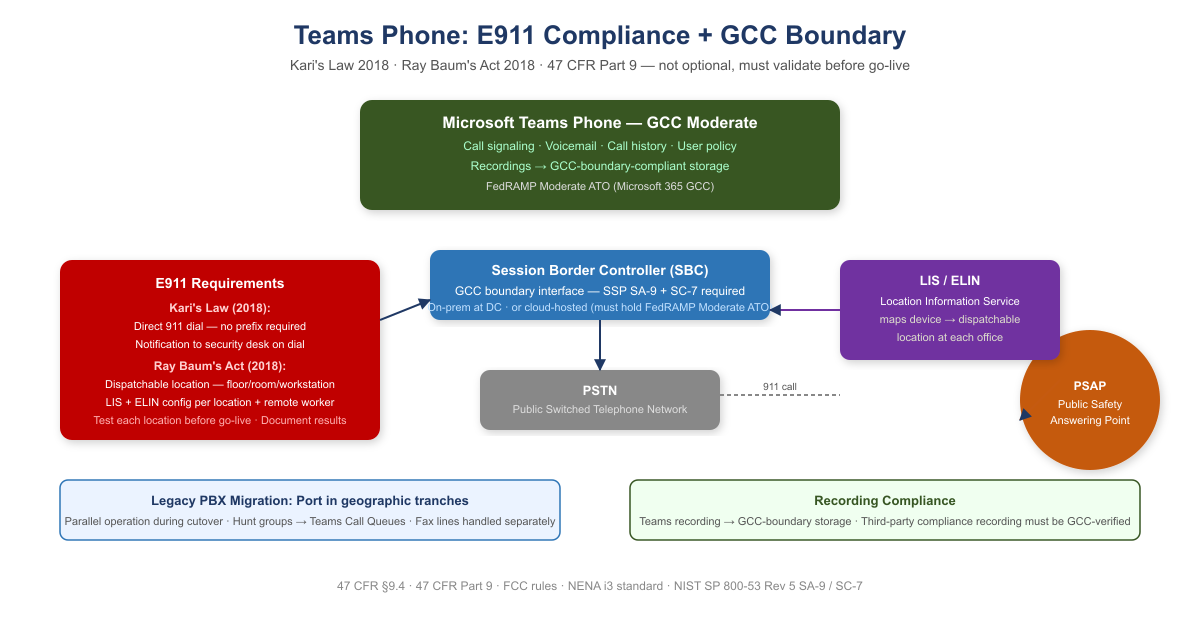 Teams Phone: E911 Compliance + GCC Boundary
Kari's Law 2018 · Ray Baum's Act 2018 · 47 CFR Part 9 — not optional, must validate before go-live
Microsoft Teams Phone — GCC Moderate
Call signaling · Voicemail · Call history · User policy
Recordings → GCC-boundary-compliant storage
FedRAMP Moderate ATO (Microsoft 365 GCC)
E911 Requirements
Kari's Law (2018):
Direct 911 dial — no prefix required
Notification to security desk on dial
Ray Baum's Act (2018):
Dispatchable location — floor/room/workstation
LIS + ELIN config per location + remote worker
Test each location before go-live · Document results
Session Border Controller (SBC)
GCC boundary interface — SSP SA-9 + SC-7 required
On-prem at DC · or cloud-hosted (must hold FedRAMP Moderate ATO
LIS / ELIN
Location Information Service
maps device → dispatchable
location at each office
PSTN
Public Switched Telephone Network
911 call
PSAP
Public Safety
Answering Point
Legacy PBX Migration: Port in geographic tranches
Parallel operation during cutover · Hunt groups → Teams Call Queues · Fax lines handled separately
Recording Compliance
Teams recording → GCC-boundary storage · Third-party compliance recording must be GCC-verified
47 CFR §9.4 · 47 CFR Part 9 · FCC rules · NENA i3 standard · NIST SP 800-53 Rev 5 SA-9 / SC-7